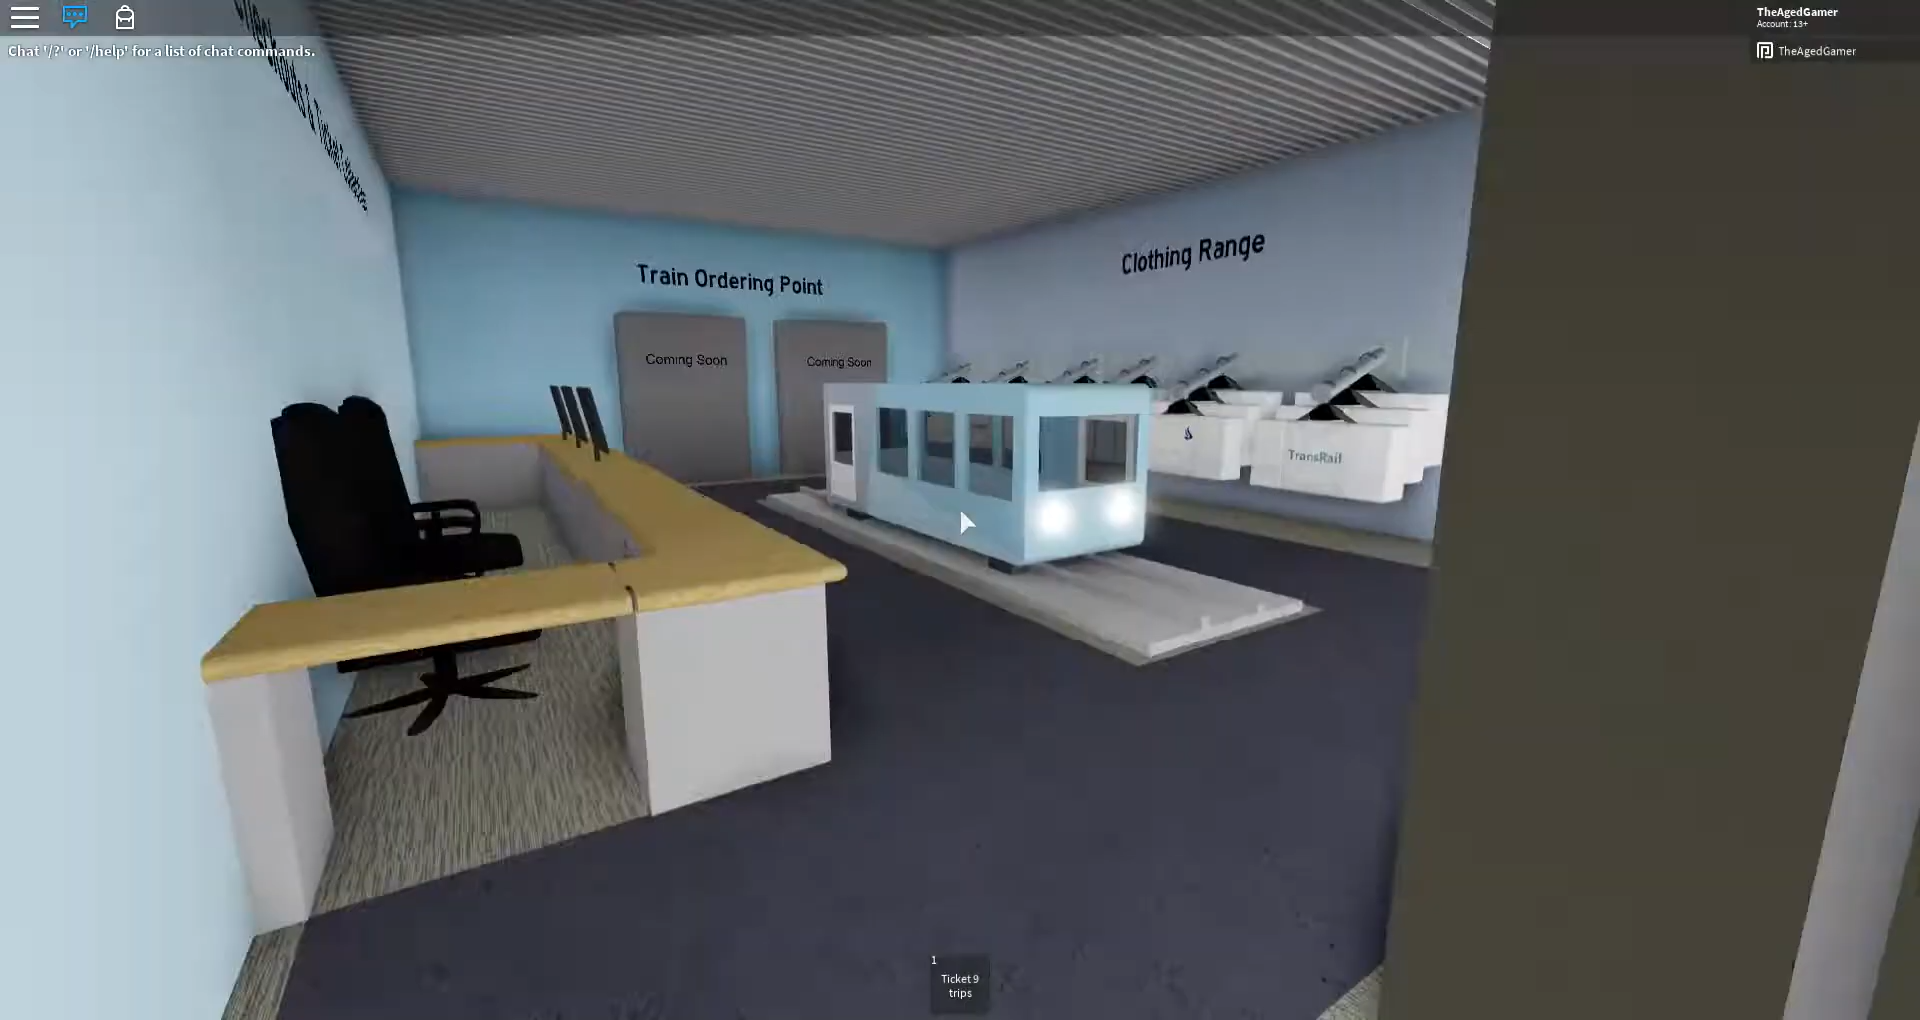 TheAgedGamer
Account: 13+
Chat '/?' or '/help' for a list of chat commands.
TheAgedGamer
Clothing Range
Train Ordering Point
Coming Soon
Coming Soon
TransRail
1
Ticket 9
trips